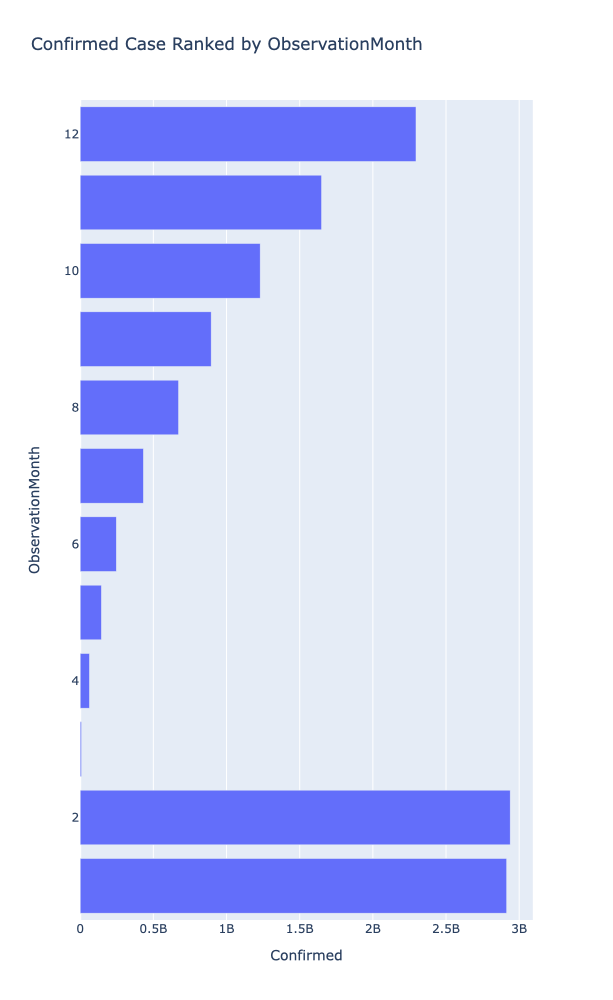 Confirmed Case Ranked by ObservationMonth
12
10
8
6
4
2
ObservationMonth
0
0.5B
1B
1.5B
2B
2.5B
3B
Confirmed